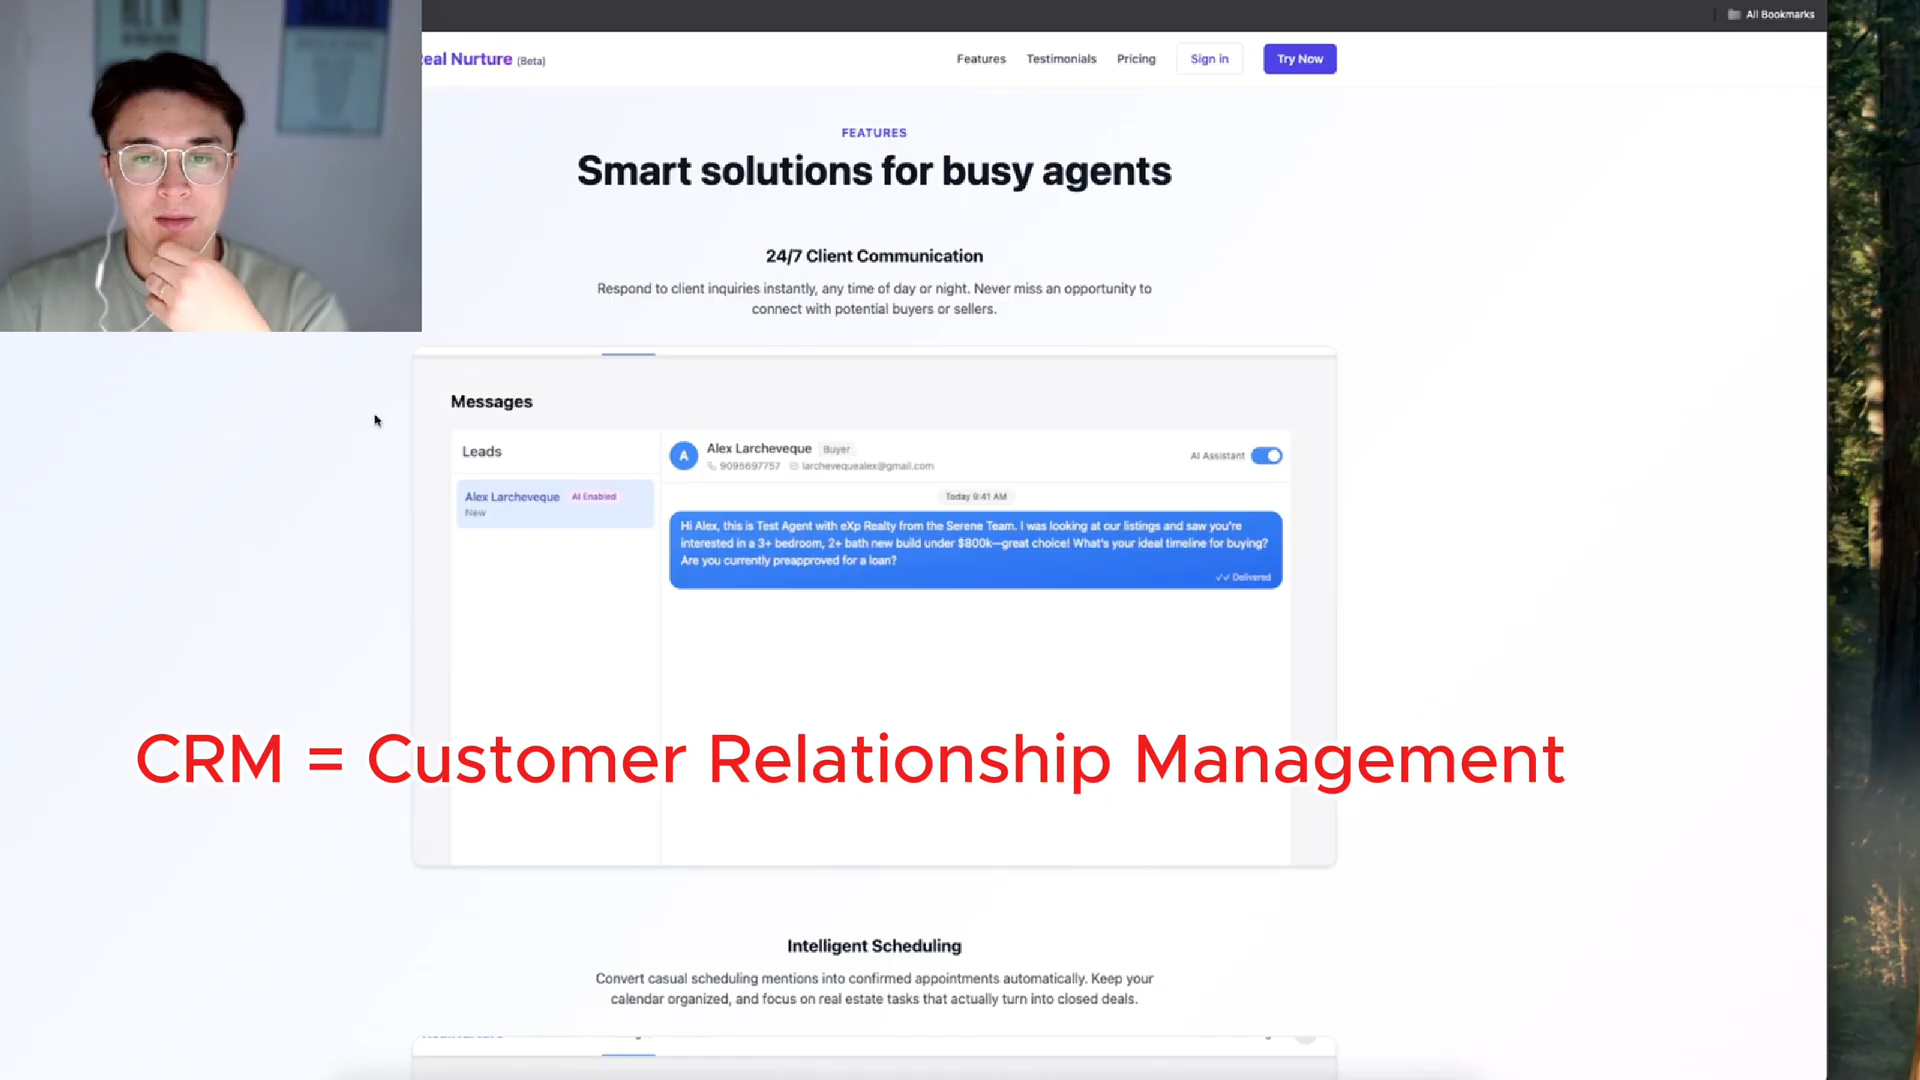 All Bookmarks
eal Nurture (Beta)
Features
Testimonials
Pricing
Sign in
Try Now
FEATURES
Smart solutions for busy agents
24/7 Client Communication
Respond to client inquiries instantly, any time of day or night. Never miss an opportunity to
connect with potential buyers or sellers.
Messages
Leads
Alex Larcheveque AI Enabled
New
A
Alex Larcheveque Buyer
9095697757 larchevequealex@gmail.com
AI Assistant
Today 9:41 AM
Hi Alex, this is Test Agent with eXp Realty from the Serene Team. I was looking at our listings and saw you're
interested in a 3+ bedroom, 2+ bath new build under $800k—great choice! What's your ideal timeline for buying?
Are you currently preapproved for a loan?
✓✓ Delivered
CRM = Customer Relationship Management
Intelligent Scheduling
Convert casual scheduling mentions into confirmed appointments automatically. Keep your
calendar organized, and focus on real estate tasks that actually turn into closed deals.